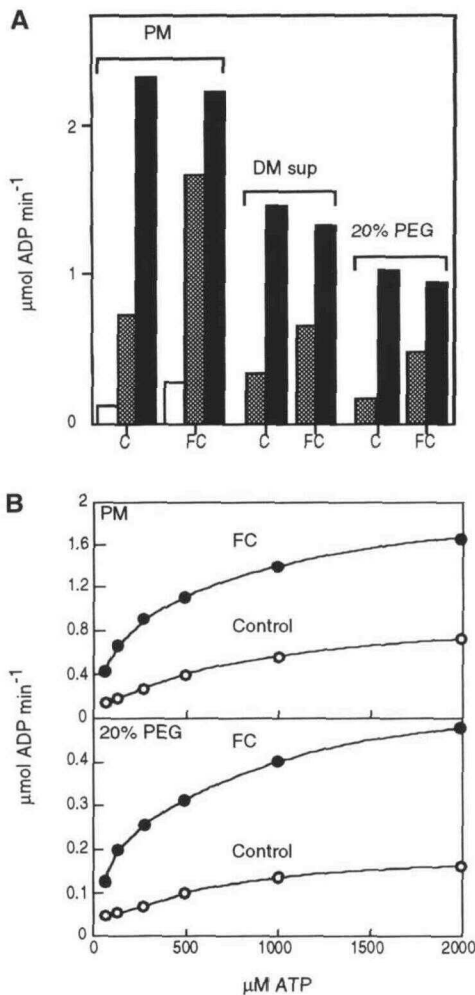 A
PM
DM sup
20% PEG
µmol ADP min⁻¹
2
1
0
C FC C FC C FC
B
PM
FC
Control
µmol ADP min⁻¹
2
1.6
1.2
0.8
0.4
0
20% PEG
FC
Control
0.4
0.3
0.2
0.1
0
0 500 1000 1500 2000
µM ATP